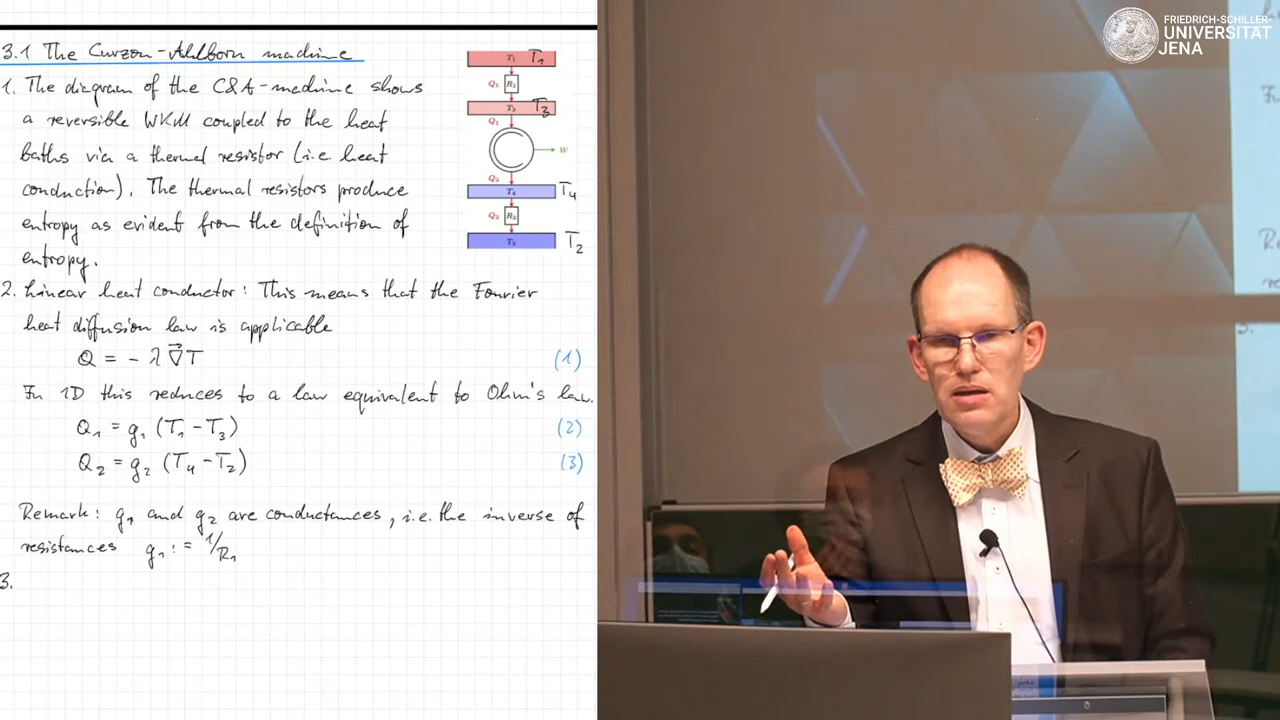 3.1 The Curzon-Ahlborn machine
1. The diagram of the C&A-machine shows
a reversible WKM coupled to the heat
baths via a thermal resistor (i.e. heat
conduction). The thermal resistors produce
entropy as evident from the definition of
entropy.
2. Linear heat conductor: This means that the Fourier
heat diffusion law is applicable
Q = - λ ∇⃗T (1)
In 1D this reduces to a law equivalent to Ohm's law.
Q₁ = g₁ (T₁ - T₃) (2)
Q₂ = g₂ (T₄ - T₂) (3)
Remark: g₁ and g₂ are conductances, i.e. the inverse of
resistances g₁ := 1/R₁
3.
T₁ T₁
Q₁ R₁
T₃ T₃
Q₁
W
Q₂
T₄ T₄
Q₂ R₂
T₂ T₂
FRIEDRICH-SCHILLER-
UNIVERSITÄT
JENA